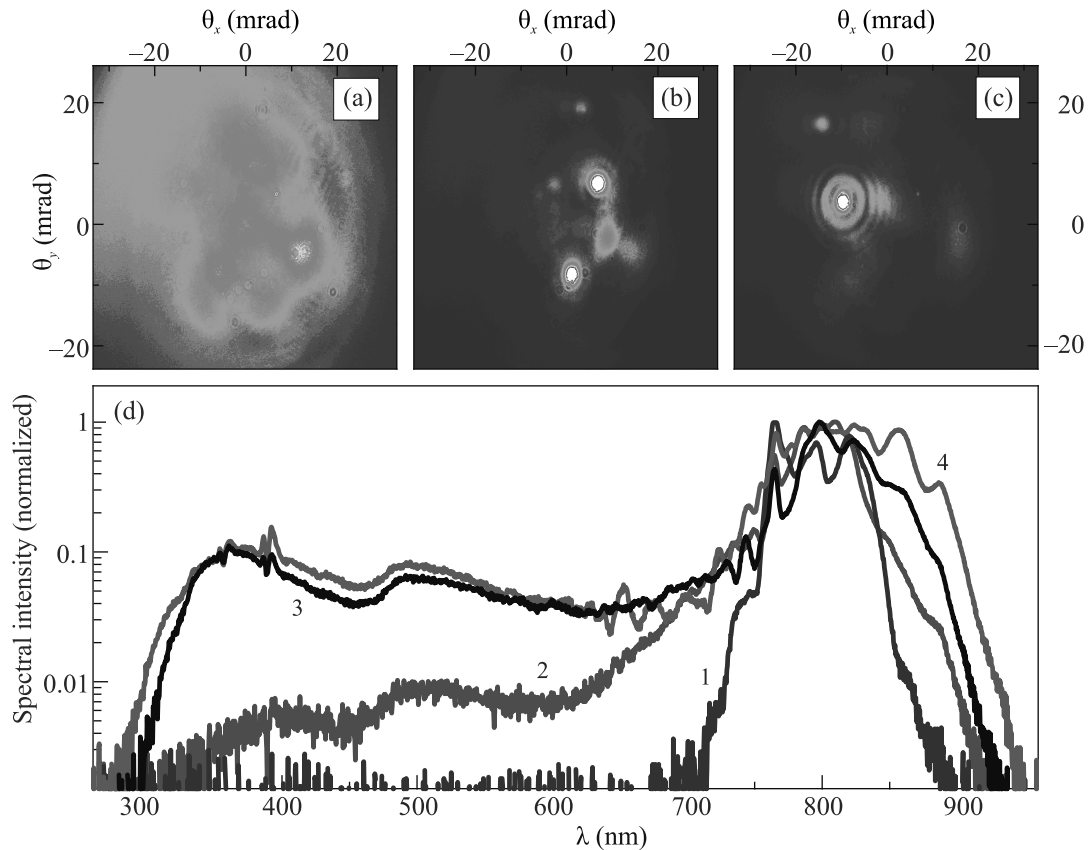 θx (mrad) θx (mrad) θx (mrad)
−20 0 20 −20 0 20 −20 0 20
(a) (b) (c)
20 20
0 0
−20 −20
θy (mrad)
(d)
Spectral intensity (normalized)
1
0.1
0.01
4
3
2
1
300 400 500 600 700 800 900
λ (nm)